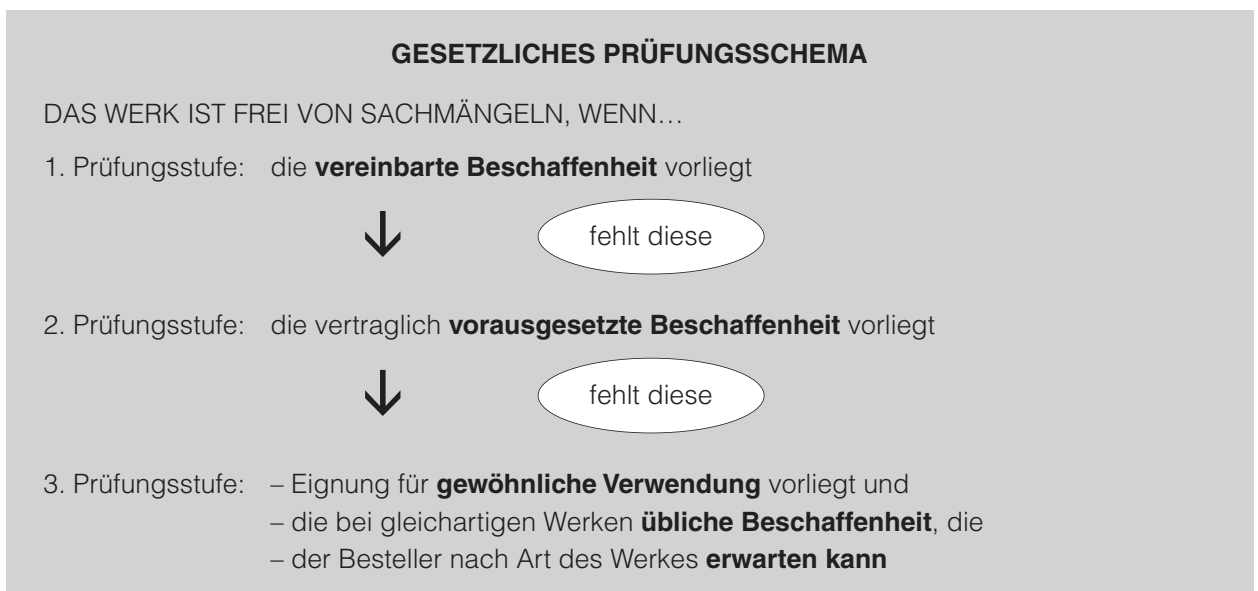 GESETZLICHES PRÜFUNGSSCHEMA
DAS WERK IST FREI VON SACHMÄNGELN, WENN…
1. Prüfungsstufe: die vereinbarte Beschaffenheit vorliegt
fehlt diese
2. Prüfungsstufe: die vertraglich vorausgesetzte Beschaffenheit vorliegt
fehlt diese
3. Prüfungsstufe: – Eignung für gewöhnliche Verwendung vorliegt und
– die bei gleichartigen Werken übliche Beschaffenheit, die
– der Besteller nach Art des Werkes erwarten kann